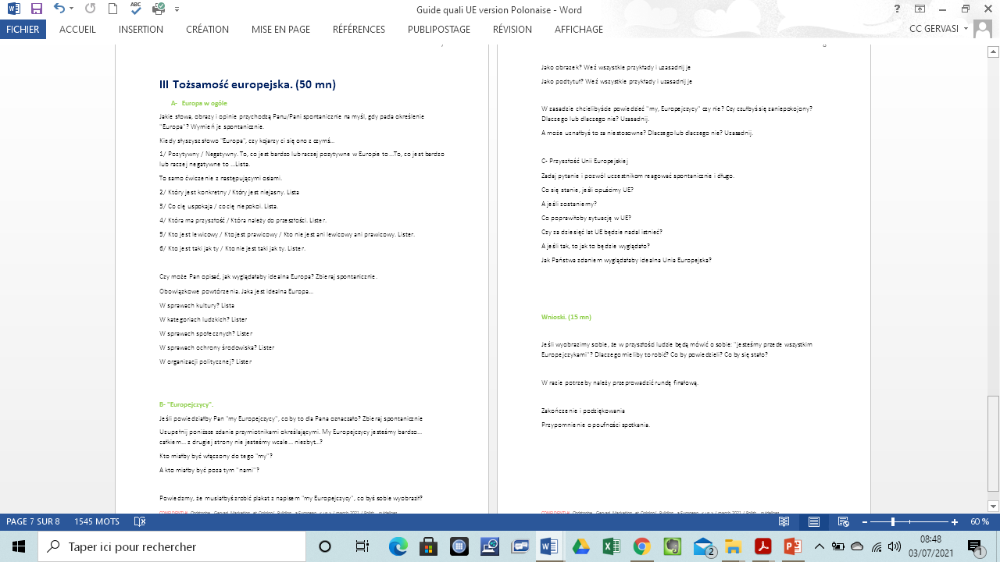 Guide quali UE version Polonaise - Word
FICHIER ACCUEIL INSERTION CRÉATION MISE EN PAGE RÉFÉRENCES PUBLIPOSTAGE RÉVISION AFFICHAGE CC GERVASI
III Tożsamość europejska. (50 mn)
A- Europa w ogóle
Jakie słowa, obrazy i opinie przychodzą Panu/Pani spontanicznie na myśl, gdy pada określenie
"Europa"? Wymień je spontanicznie.
Kiedy słyszysz słowo "Europa", czy kojarzy ci się ono z czymś...
1/ Pozytywny / Negatywny. To, co jest bardzo lub raczej pozytywne w Europie to ...To, co jest bardzo
lub raczej negatywne to ...Lista.
To samo ćwiczenie z następującymi osiami.
2/ Który jest konkretny / Który jest niejasny. Lista
3/ Co cię uspokaja / co cię niepokoi. Lista.
4/ Która ma przyszłość / Która należy do przeszłości. Lister.
5/ Kto jest lewicowy / Kto jest prawicowy / Kto nie jest ani lewicowy ani prawicowy. Lister.
6/ Kto jest taki jak ty / Kto nie jest taki jak ty. Lister.
Czy może Pan opisać, jak wyglądałaby idealna Europa? Zbieraj spontanicznie.
Obowiązkowe powtórzenie. Jaka jest idealna Europa...
W sprawach kultury? Lista
W kategoriach ludzkich? Lister
W sprawach społecznych? Lister
W sprawach ochrony środowiska? Lister
W organizacji politycznej? Lister
B- "Europejczycy".
Jeśli powiedziałby Pan "my Europejczycy", co by to dla Pana oznaczało? Zbieraj spontanicznie
Uzupełnij poniższe zdanie przymiotnikami określającymi. My Europejczycy jesteśmy bardzo...
całkiem... z drugiej strony nie jesteśmy wcale... niezbyt...?
Kto miałby być włączony do tego "my"?
A kto miałby być poza tym "nami"?
Powiedzmy, że musiałbyś zrobić plakat z napisem "my Europejczycy", co byś sobie wyobraził?
Jako obrazek? Weź wszystkie przykłady i uzasadnij je
Jako podtytuł? Weź wszystkie przykłady i uzasadnij je
W zasadzie chcielibyście powiedzieć "my, Europejczycy" czy nie? Czy czułbyś się zaniepokojony?
Dlaczego lub dlaczego nie? Uzasadnij.
A może uznałbyś to za niestosowne? Dlaczego lub dlaczego nie? Uzasadnij.
C- Przyszłość Unii Europejskiej
Zadaj pytanie i pozwól uczestnikom reagować spontanicznie i długo.
Co się stanie, jeśli opuścimy UE?
A jeśli zostaniemy?
Co poprawiłoby sytuację w UE?
Czy za dziesięć lat UE będzie nadal istnieć?
A jeśli tak, to jak to będzie wyglądało?
Jak Państwa zdaniem wyglądałaby idealna Unia Europejska?
Wnioski. (15 mn)
Jeśli wyobrazimy sobie, że w przyszłości ludzie będą mówić o sobie: "jesteśmy przede wszystkim
Europejczykami"? Dlaczego mieliby to robić? Co by powiedzieli? Co by się stało?
W razie potrzeby należy przeprowadzić rundę finałową.
Zakończenie i podziękowania
Przypomnienie o poufności spotkania.
PAGE 7 SUR 8 1545 MOTS 60 %
Taper ici pour rechercher
08:48
03/07/2021